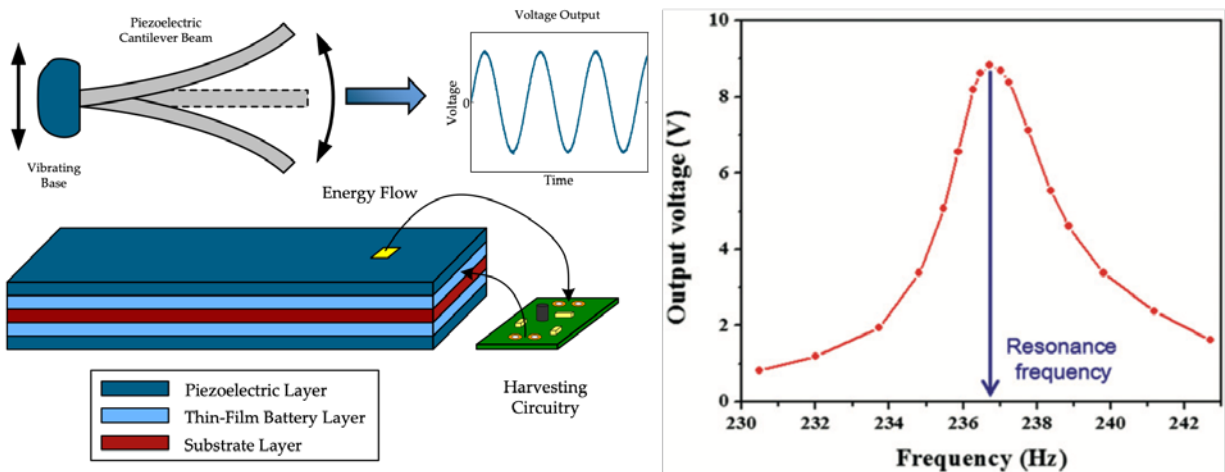 Piezoelectric
Cantilever Beam
Vibrating
Base
Voltage Output
Voltage
0
Time
Energy Flow
Harvesting
Circuitry
Piezoelectric Layer
Thin-Film Battery Layer
Substrate Layer
Output voltage (V)
10
8
6
4
2
0
Resonance
frequency
230 232 234 236 238 240 242
Frequency (Hz)